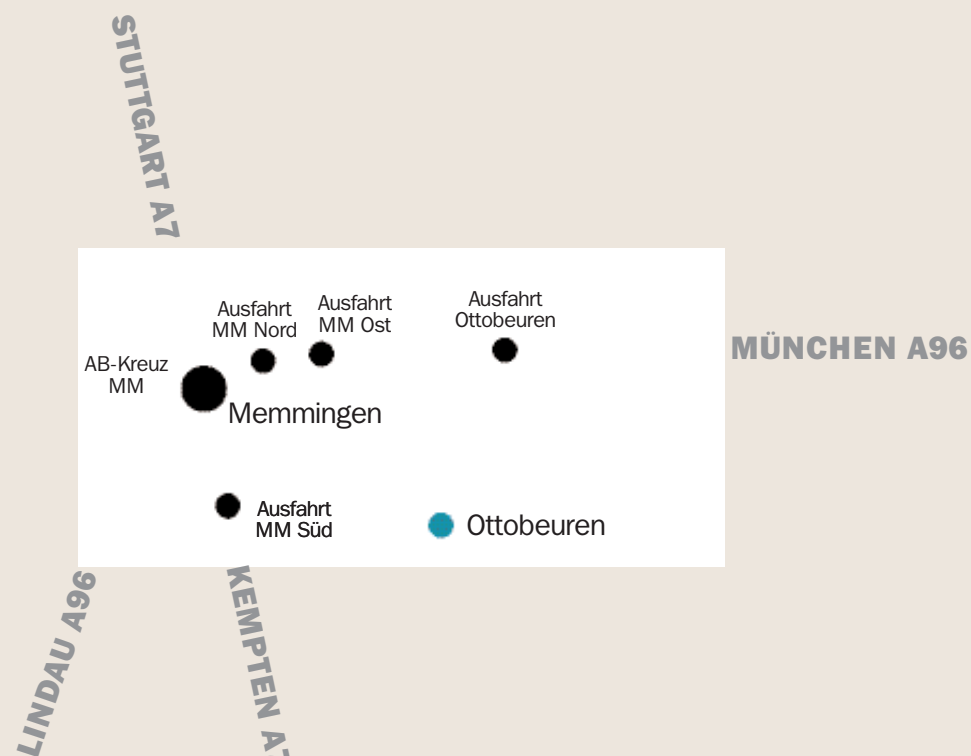 STUTTGART A7
Ausfahrt
MM Nord
Ausfahrt
MM Ost
Ausfahrt
Ottobeuren
MÜNCHEN A96
AB-Kreuz
MM
Memmingen
Ausfahrt
MM Süd
Ottobeuren
LINDAU A96
KEMPTEN A7